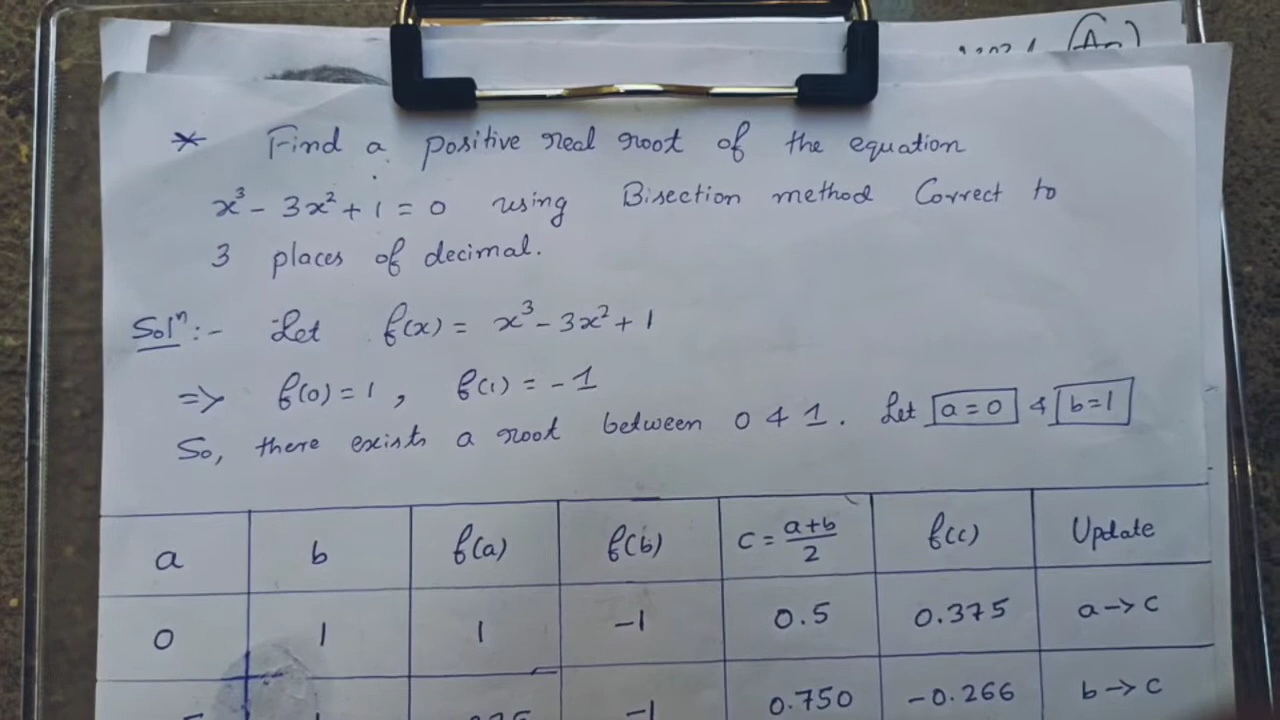 (An)
* Find a positive real root of the equation
x³ - 3x² + 1 = 0 using Bisection method Correct to
3 places of decimal.
Solⁿ:- Let f(x) = x³ - 3x² + 1
=> f(0) = 1, f(1) = -1
So, there exists a root between 0 & 1. Let a = 0 & b = 1
a b f(a) f(b) c = (a+b)/2 f(c) Update
0 1 1 -1 0.5 0.375 a → c
-1 0.750 -0.266 b → c